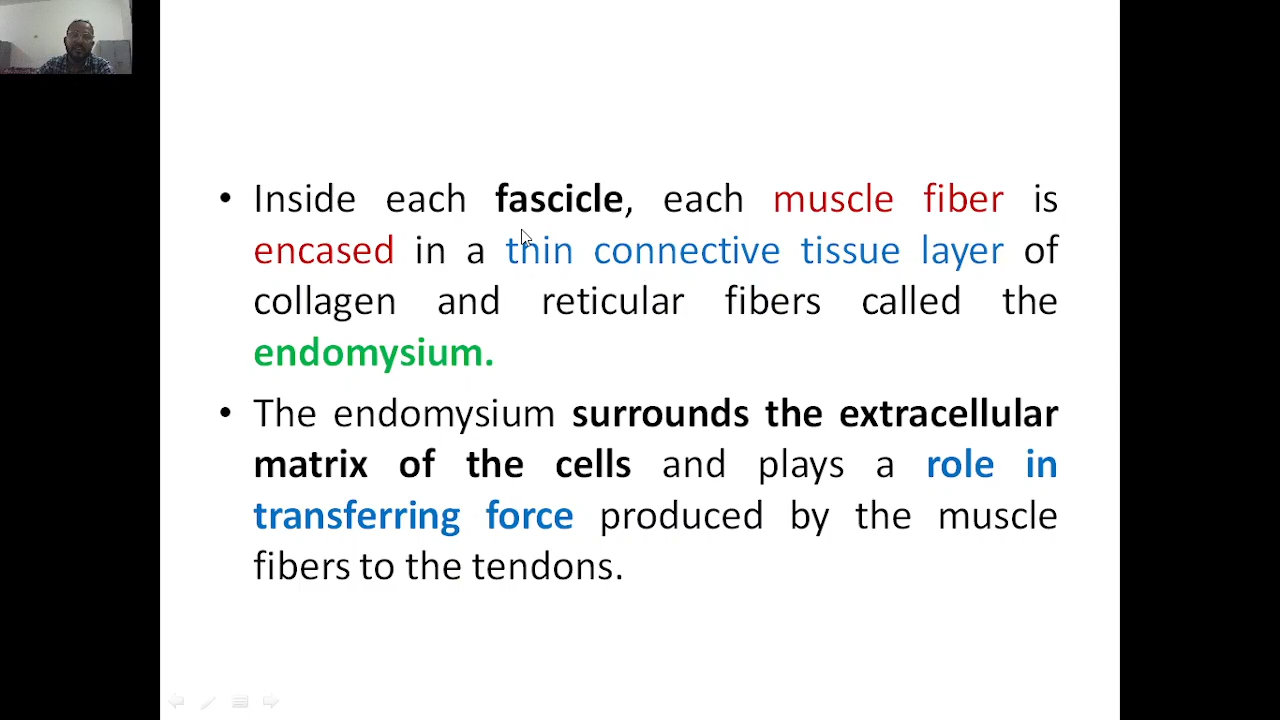 • Inside each fascicle, each muscle fiber is
encased in a thin connective tissue layer of
collagen and reticular fibers called the
endomysium.
• The endomysium surrounds the extracellular
matrix of the cells and plays a role in
transferring force produced by the muscle
fibers to the tendons.